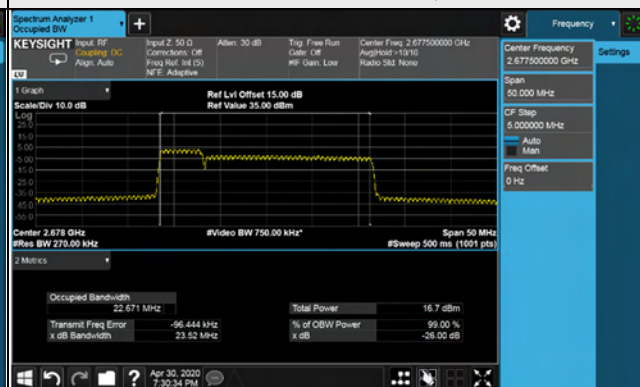 Spectrum Analyzer 1
Occupied BW
Frequency
KEYSIGHT
Input: RF
Coupling: DC
Align: Auto
Input Z: 50 Ω
Corrections: Off
Freq Ref: Int (S)
NFE: Adaptive
Atten: 30 dB
Trig: Free Run
Gate: Off
#IF Gain: Low
Center Freq: 2.677500000 GHz
Avg|Hold:>10/10
Radio Std: None
LXI
Center Frequency
2.677500000 GHz
Settings
Span
50.000 MHz
CF Step
5.000000 MHz
Auto
Man
Freq Offset
0 Hz
1 Graph
Scale/Div 10.0 dB
Ref Lvl Offset 15.00 dB
Ref Value 35.00 dBm
Log
25.0
15.0
5.00
-5.00
-15.0
-25.0
-35.0
-45.0
-55.0
Center 2.678 GHz
#Res BW 270.00 kHz
#Video BW 750.00 kHz*
Span 50 MHz
#Sweep 500 ms (1001 pts)
2 Metrics
Occupied Bandwidth
22.671 MHz
Total Power 16.7 dBm
Transmit Freq Error -96.444 kHz
% of OBW Power 99.00 %
x dB Bandwidth 23.52 MHz
x dB -26.00 dB
?
Apr 30, 2020
7:30:34 PM